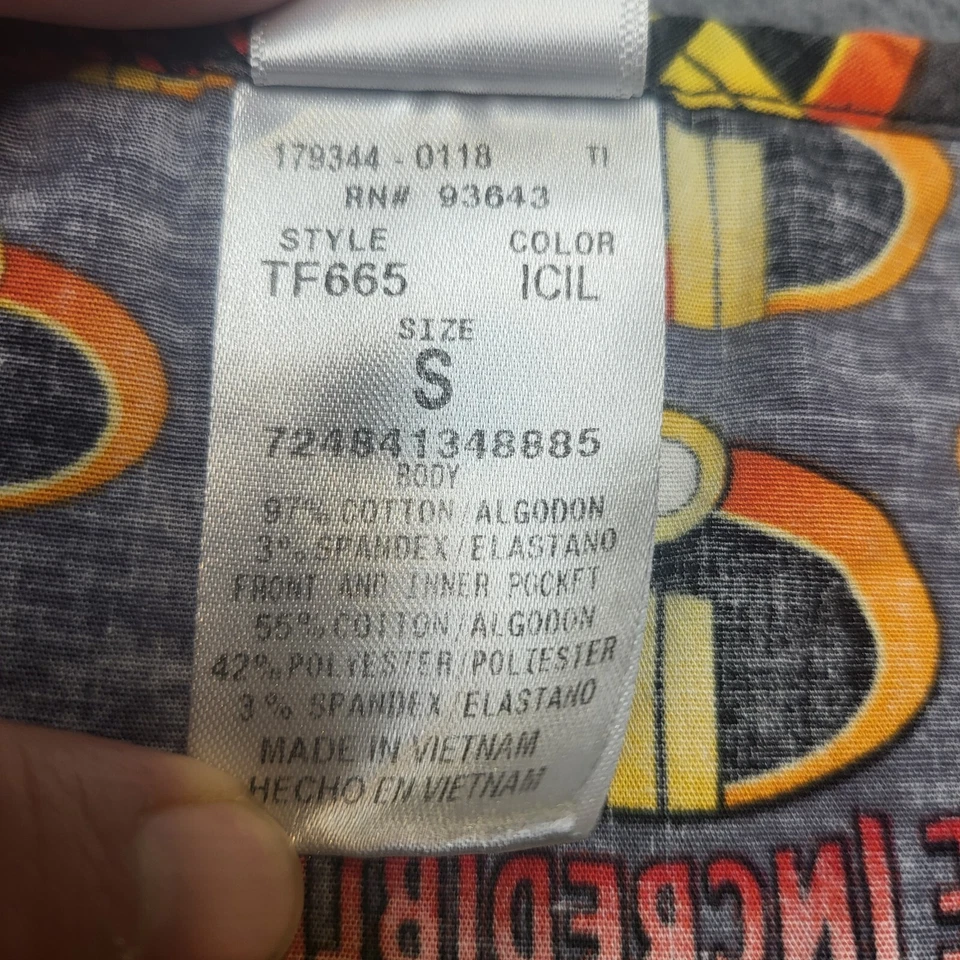 179344 - 0118 TI
RN# 93643
STYLE COLOR
TF665 ICIL
SIZE
S
724841348885
BODY
97% COTTON/ALGODON
3% SPANDEX/ELASTANO
FRONT AND INNER POCKET
55% COTTON/ALGODON
42% POLYESTER/POLIESTER
3% SPANDEX/ELASTANO
MADE IN VIETNAM
HECHO EN VIETNAM
E INCREDIBL